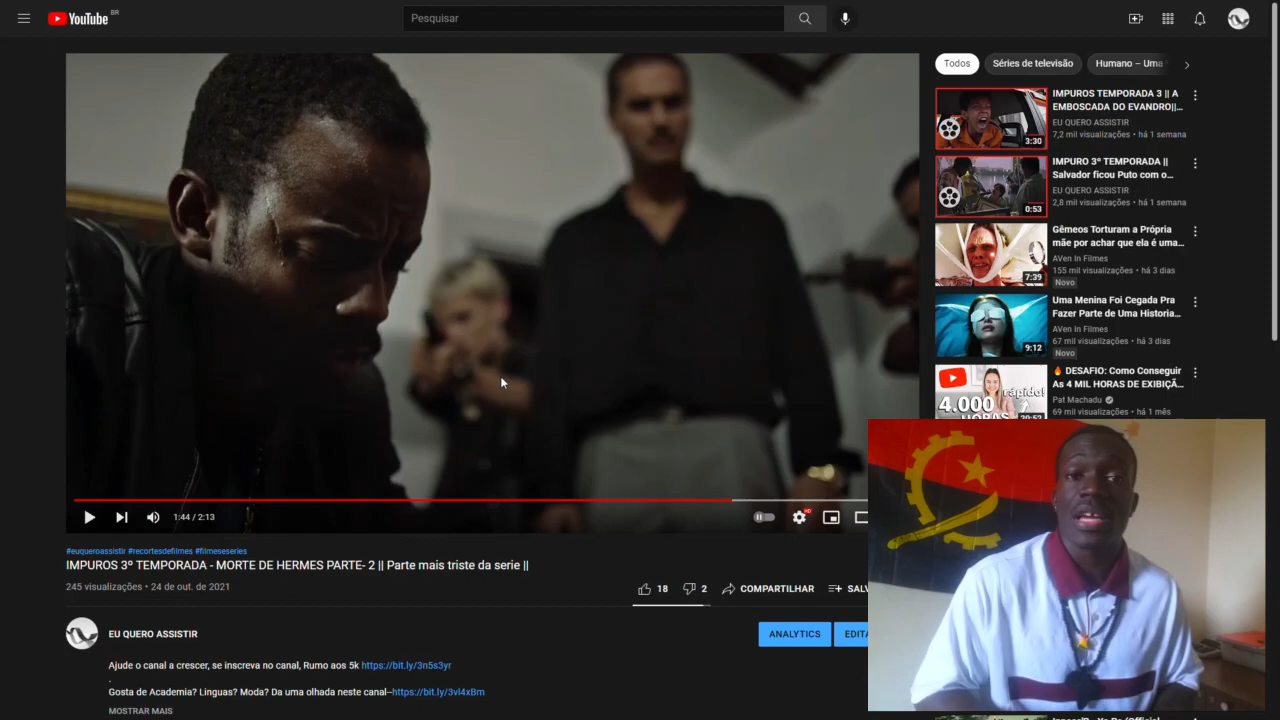 YouTube BR
Pesquisar
Todos
Séries de televisão
Humano – Uma
IMPUROS TEMPORADA 3 || A
EMBOSCADA DO EVANDRO||...
EU QUERO ASSISTIR
7,2 mil visualizações • há 1 semana
3:30
IMPURO 3º TEMPORADA ||
Salvador ficou Puto com o...
EU QUERO ASSISTIR
2,8 mil visualizações • há 1 semana
0:53
Gêmeos Torturam a Própria
mãe por achar que ela é uma...
AVen In Filmes
155 mil visualizações • há 3 dias
Novo
7:39
Uma Menina Foi Cegada Pra
Fazer Parte de Uma Historia...
AVen In Filmes
67 mil visualizações • há 3 dias
Novo
9:12
DESAFIO: Como Conseguir
As 4 MIL HORAS DE EXIBIÇÃ...
Pat Machadu
69 mil visualizações • há 1 mês
rápido!
4.000
1:44 / 2:13
HD
#euqueroassistir #recortesdefilmes #filmeseseries
IMPUROS 3º TEMPORADA - MORTE DE HERMES PARTE- 2 || Parte mais triste da serie ||
245 visualizações • 24 de out. de 2021
18
2
COMPARTILHAR
SALV
EU QUERO ASSISTIR
ANALYTICS
EDITA
Ajude o canal a crescer, se inscreva no canal, Rumo aos 5k https://bit.ly/3n5s3yr
.
Gosta de Academia? Linguas? Moda? Da uma olhada neste canal–https://bit.ly/3vl4xBm
MOSTRAR MAIS